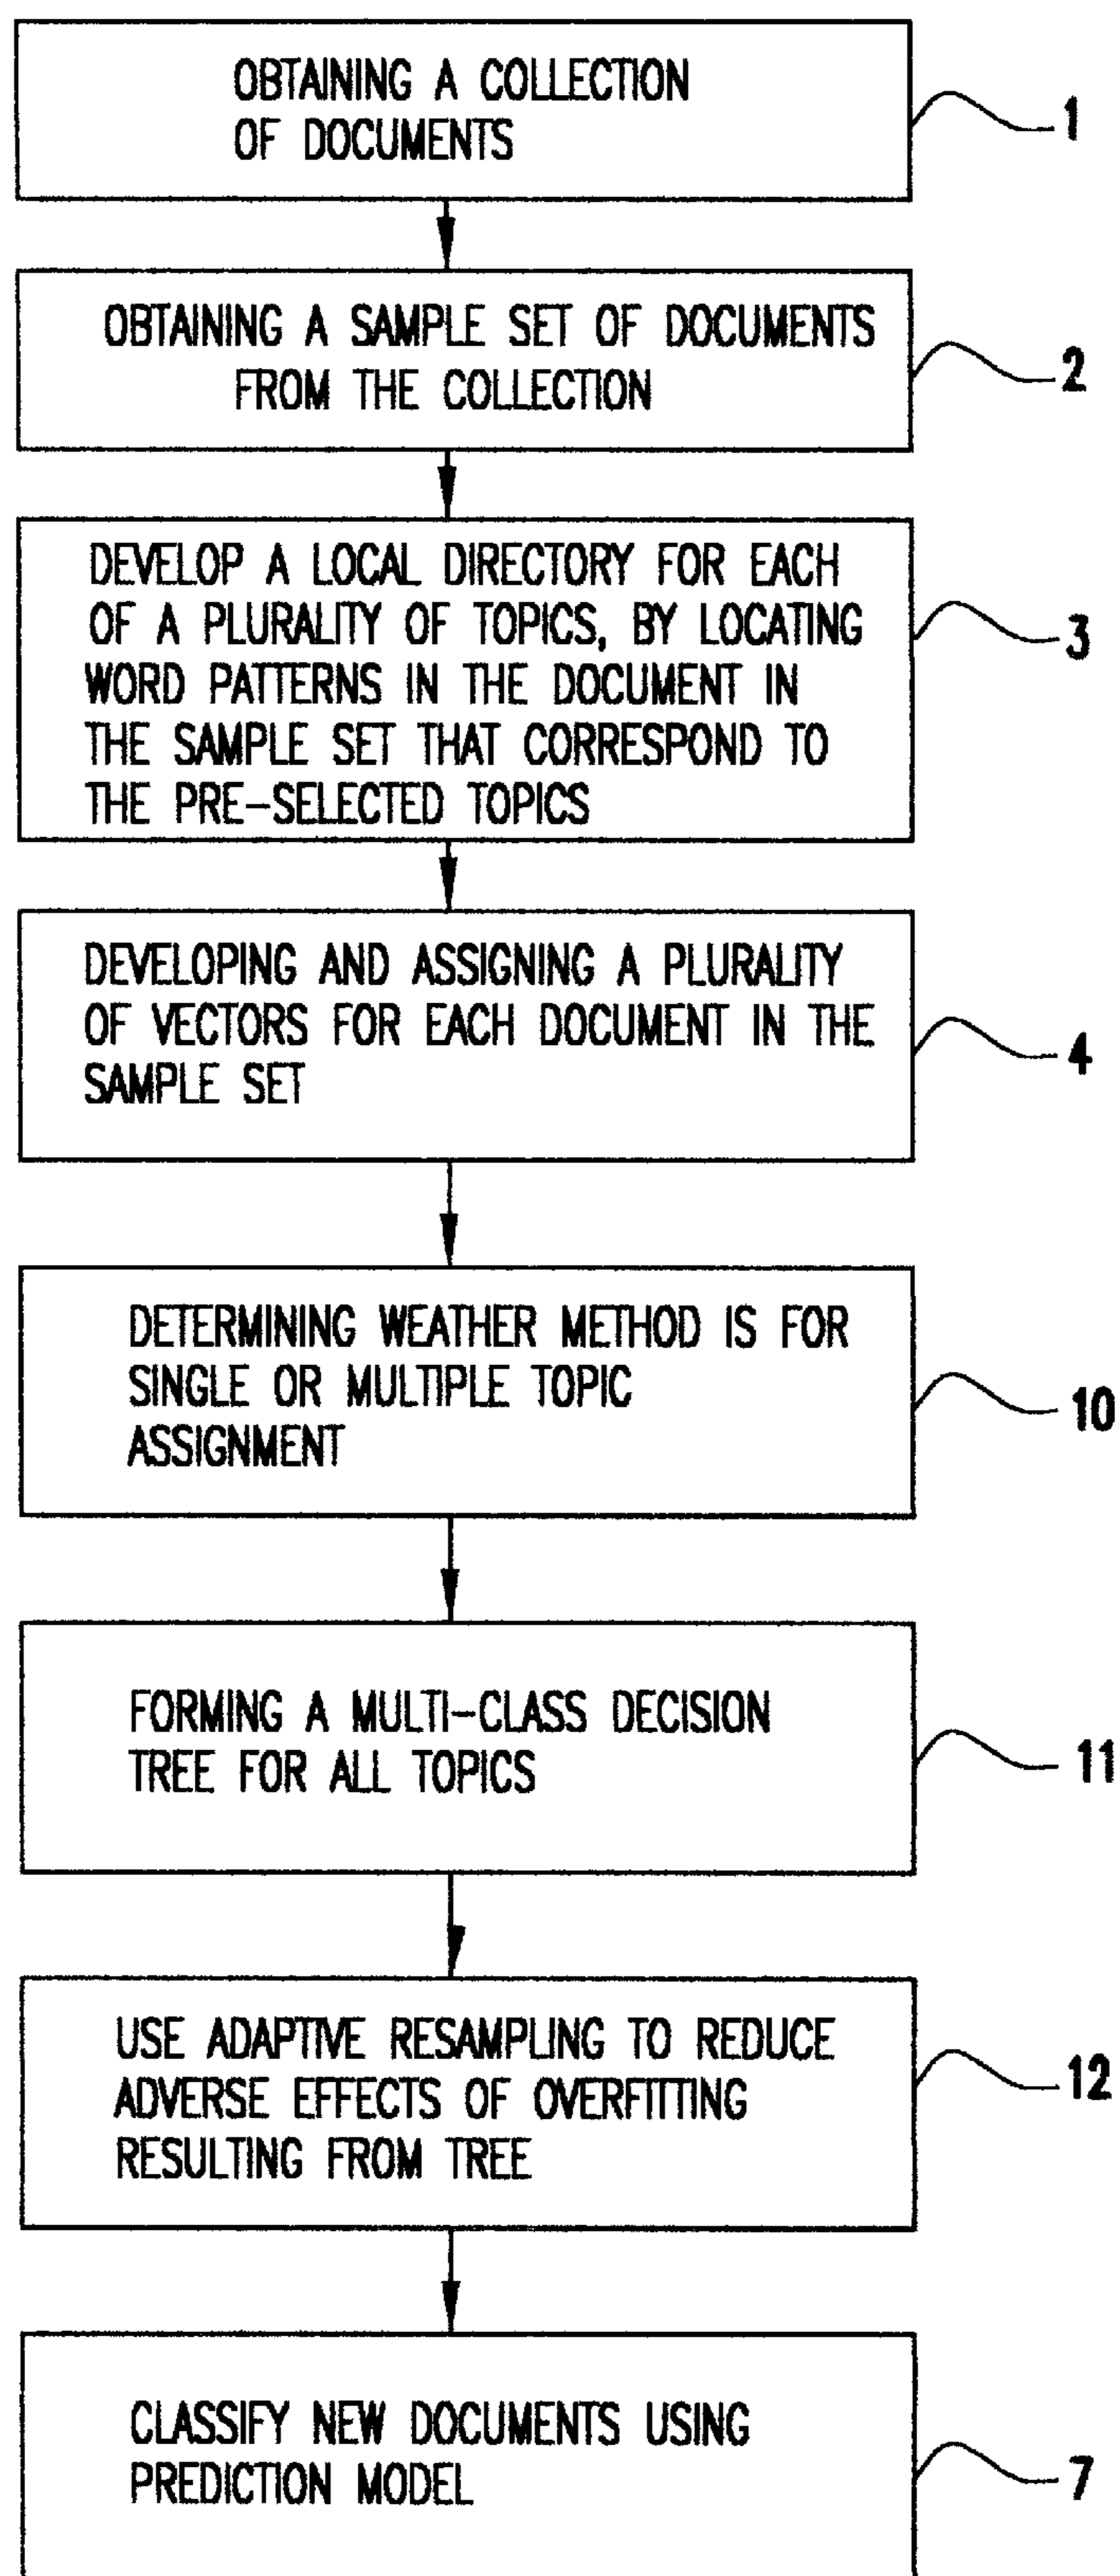 OBTAINING A COLLECTION
OF DOCUMENTS
1
OBTAINING A SAMPLE SET OF DOCUMENTS
FROM THE COLLECTION
2
DEVELOP A LOCAL DIRECTORY FOR EACH
OF A PLURALITY OF TOPICS, BY LOCATING
WORD PATTERNS IN THE DOCUMENT IN
THE SAMPLE SET THAT CORRESPOND TO
THE PRE-SELECTED TOPICS
3
DEVELOPING AND ASSIGNING A PLURALITY
OF VECTORS FOR EACH DOCUMENT IN THE
SAMPLE SET
4
DETERMINING WEATHER METHOD IS FOR
SINGLE OR MULTIPLE TOPIC
ASSIGNMENT
10
FORMING A MULTI-CLASS DECISION
TREE FOR ALL TOPICS
11
USE ADAPTIVE RESAMPLING TO REDUCE
ADVERSE EFFECTS OF OVERFITTING
RESULTING FROM TREE
12
CLASSIFY NEW DOCUMENTS USING
PREDICTION MODEL
7